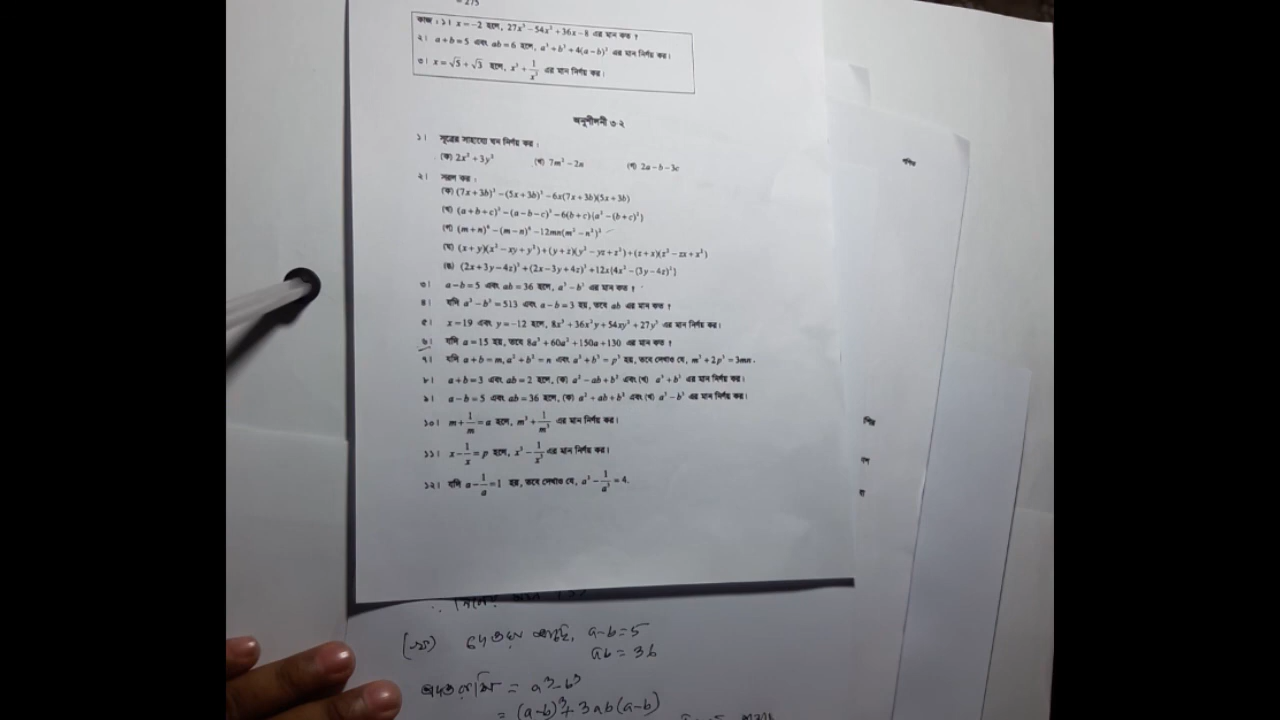 = 275
কাজ : ১। x = −2 হলে, 27x³ − 54x² + 36x − 8 এর মান কত ?
২। a + b = 5 এবং ab = 6 হলে, a³ + b³ + 4(a − b)² এর মান নির্ণয় কর।
৩। x = √5 + √3 হলে, x³ + 1/x³ এর মান নির্ণয় কর।
অনুশীলনী ৩.২
১। সূত্রের সাহায্যে ঘন নির্ণয় কর :
(ক) 2x² + 3y² (খ) 7m² − 2n (গ) 2a − b − 3c
২। সরল কর :
(ক) (7x + 3b)³ − (5x + 3b)³ − 6x(7x + 3b)(5x + 3b)
(খ) (a + b + c)³ − (a − b − c)³ − 6(b + c){a² − (b + c)²}
(গ) (m + n)⁶ − (m − n)⁶ − 12mn(m² − n²)²
(ঘ) (x + y)(x² − xy + y²) + (y + z)(y² − yz + z²) + (z + x)(z² − zx + x²)
(ঙ) (2x + 3y − 4z)³ + (2x − 3y + 4z)³ + 12x{4x² − (3y − 4z)²}
৩। a − b = 5 এবং ab = 36 হলে, a³ − b³ এর মান কত ?
৪। যদি a³ − b³ = 513 এবং a − b = 3 হয়, তবে ab এর মান কত ?
৫। x = 19 এবং y = −12 হলে, 8x³ + 36x²y + 54xy² + 27y³ এর মান নির্ণয় কর।
৬। যদি a = 15 হয়, তবে 8a³ + 60a² + 150a + 130 এর মান কত ?
৭। যদি a + b = m, a² + b² = n এবং a³ + b³ = p³ হয়, তবে দেখাও যে, m³ + 2p³ = 3mn.
৮। a + b = 3 এবং ab = 2 হলে, (ক) a² − ab + b² এবং (খ) a³ + b³ এর মান নির্ণয় কর।
৯। a − b = 5 এবং ab = 36 হলে, (ক) a² + ab + b² এবং (খ) a³ − b³ এর মান নির্ণয় কর।
১০। m + 1/m = a হলে, m³ + 1/m³ এর মান নির্ণয় কর।
১১। x − 1/x = p হলে, x³ − 1/x³ এর মান নির্ণয় কর।
১২। যদি a − 1/a = 1 হয়, তবে দেখাও যে, a³ − 1/a³ = 4.
গণিত
(খ) দেওয়া আছে, a−b = 5
ab = 36
প্রদত্ত রাশি = a³−b³
= (a−b)³ + 3ab(a−b)